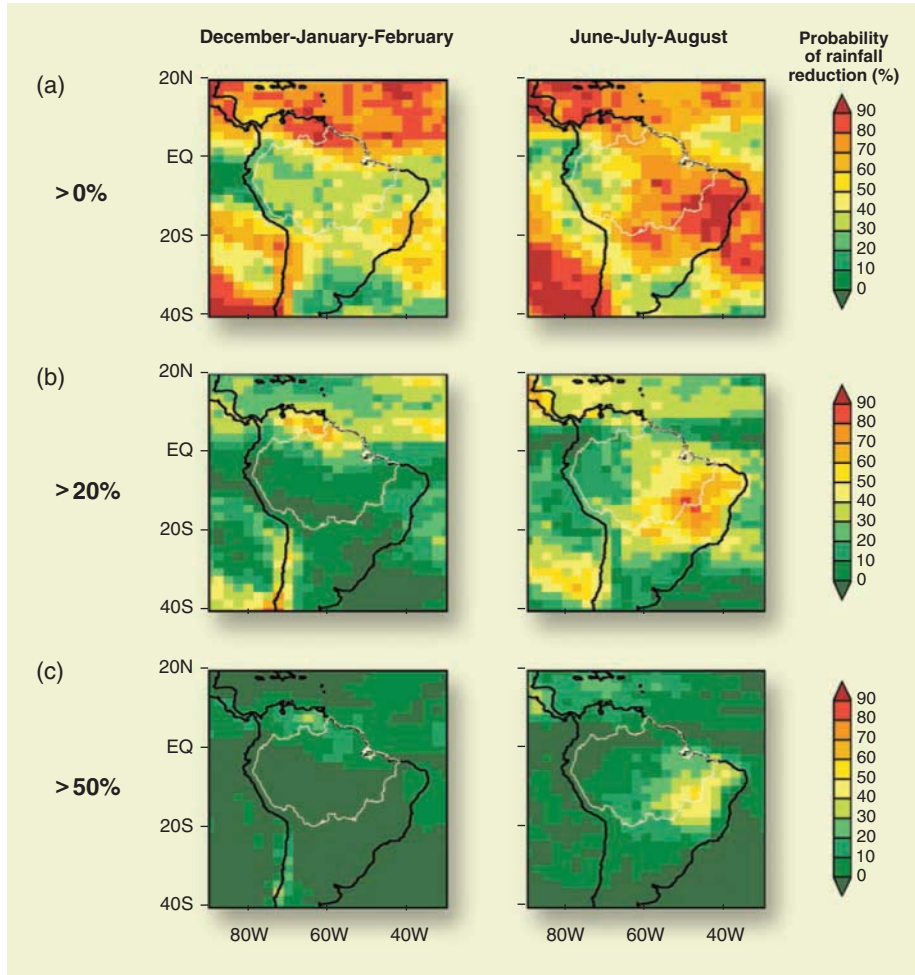 December-January-February
June-July-August
Probability
of rainfall
reduction (%)
(a)
>0%
20N
EQ
20S
40S
90
80
70
60
50
40
30
20
10
0
(b)
>20%
20N
EQ
20S
40S
90
80
70
60
50
40
30
20
10
0
(c)
>50%
20N
EQ
20S
40S
90
80
70
60
50
40
30
20
10
0
80W 60W 40W
80W 60W 40W